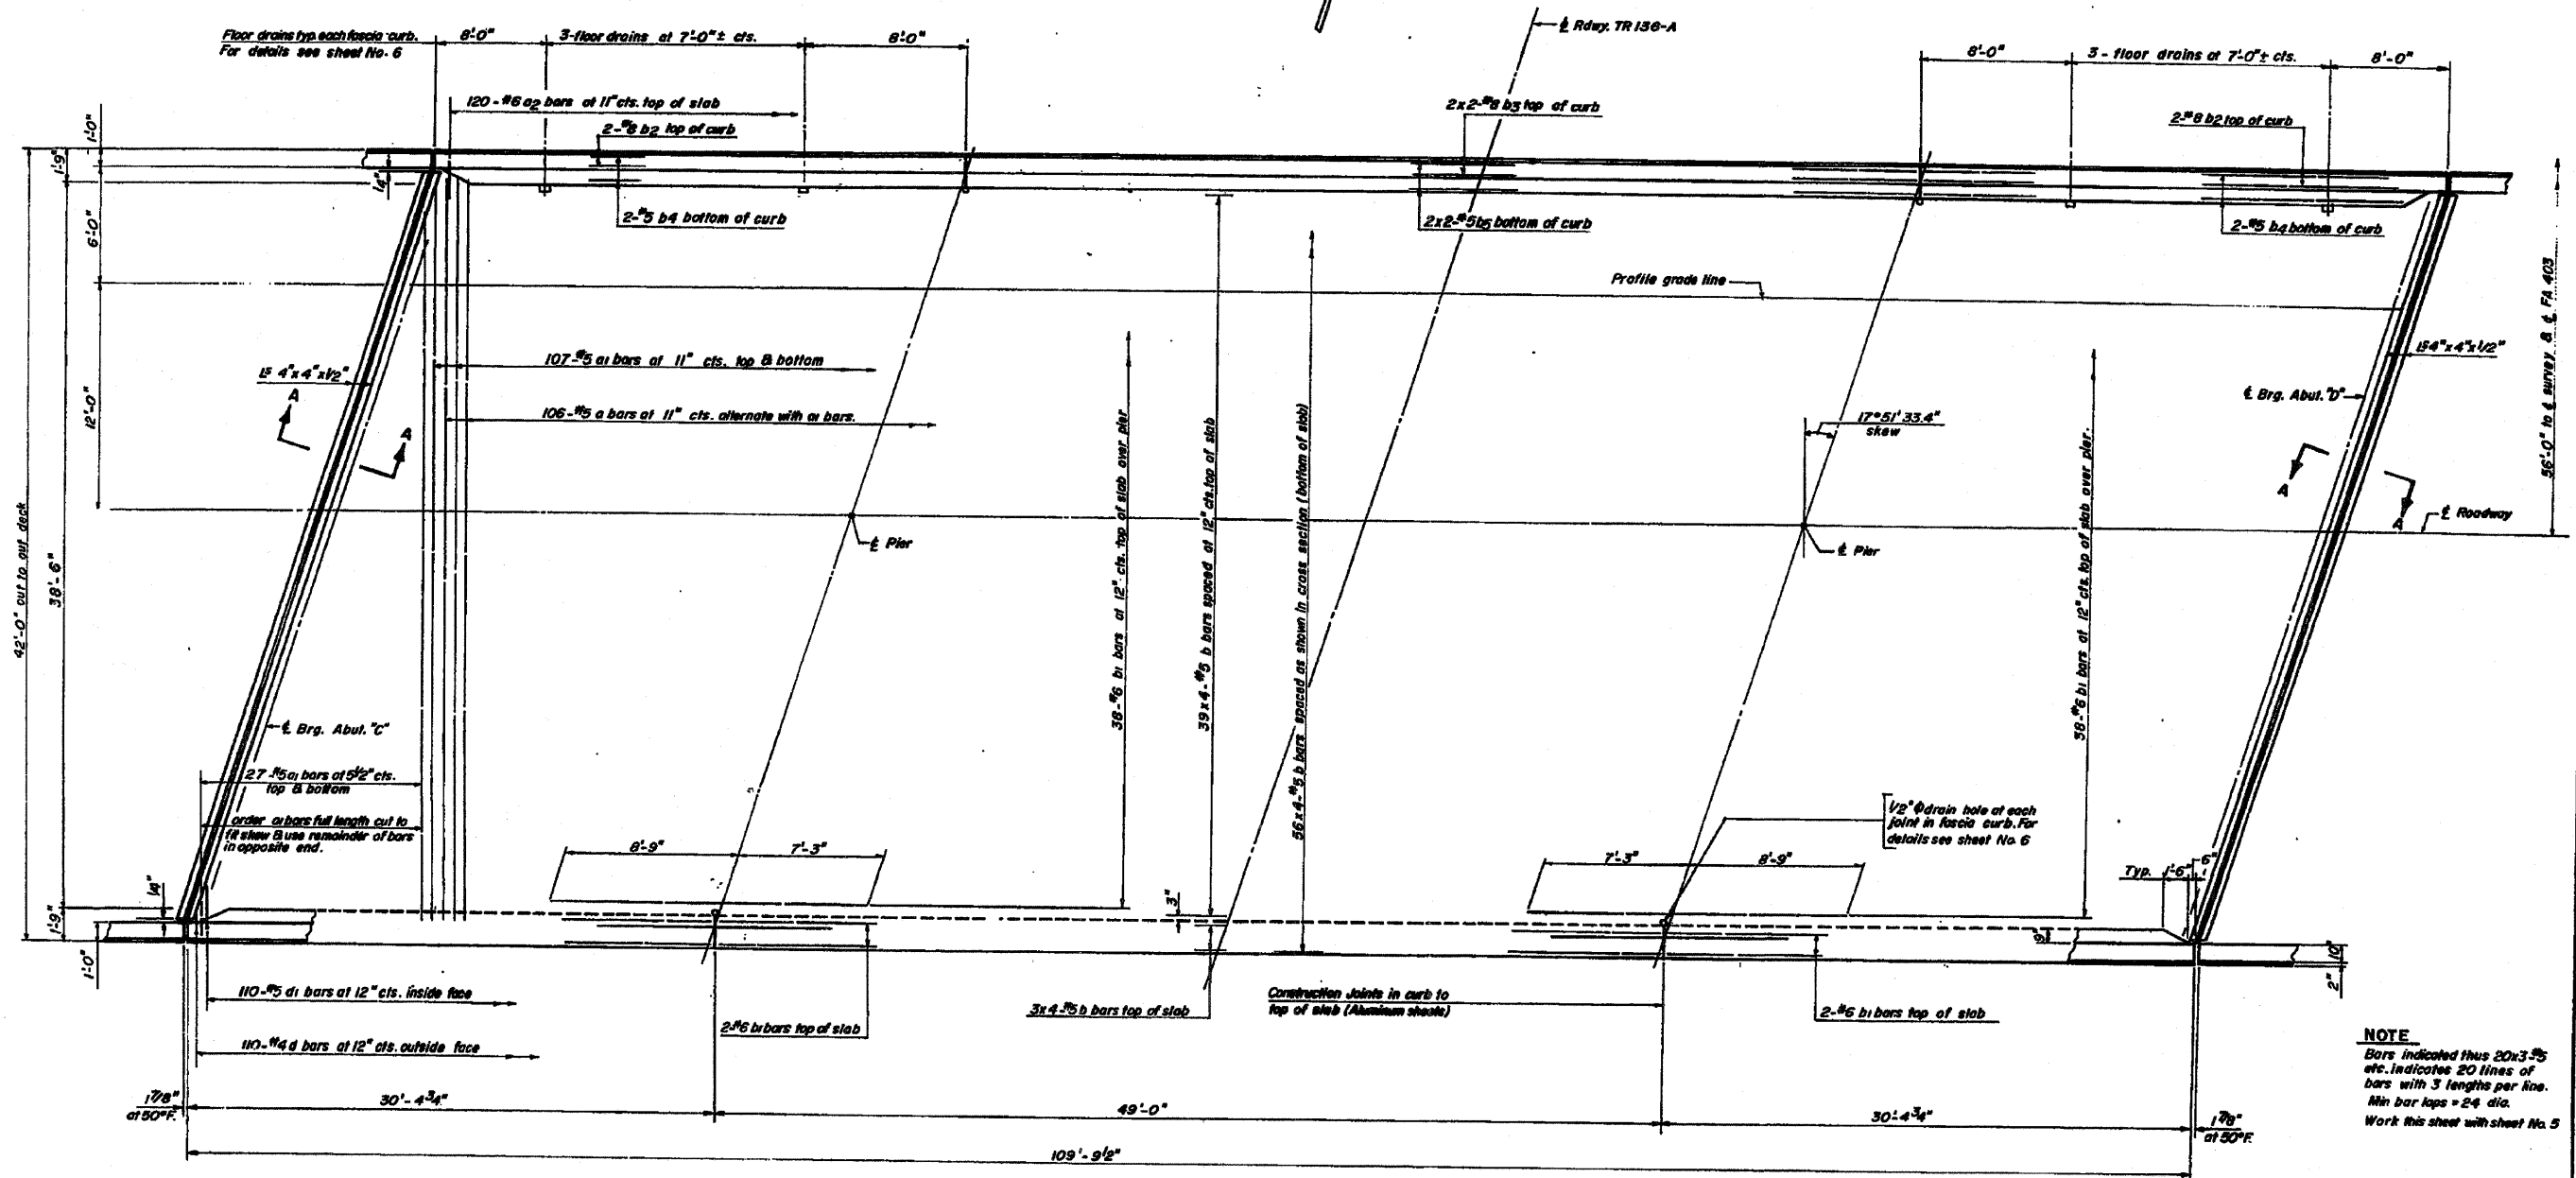 Floor drains typ. each fascia curb.
For details see sheet No. 6
8'-0"
3-floor drains at 7'-0"± cts.
8'-0"
℄ Rdwy. TR 136-A
8'-0"
3 - floor drains at 7'-0"± cts.
8'-0"
120-#6 a2 bars at 11" cts. top of slab
2-#8 b2 top of curb
2x2-#8 b3 top of curb
2-#8 b2 top of curb
1'-0"
1'-9"
14"
2-#5 b4 bottom of curb
2x2-#5 b5 bottom of curb
2-#5 b4 bottom of curb
6'-0"
Profile grade line
56'-0" to ℄ survey & ℄ FA 403
107-#5 a1 bars at 11" cts. top & bottom
Ls 4"x 4"x 1/2"
Ls 4"x 4"x 1/2"
A
A
106-#5 a bars at 11" cts. alternate with a1 bars.
12'-0"
17°51'33.4"
skew
℄ Brg. Abut. "D"
A
A
℄ Roadway
℄ Pier
℄ Pier
42'-0" out to out deck
38'-6"
38-#6 b1 bars at 12" cts. top of slab over pier
39x4-#5 b bars spaced at 12" cts. top of slab
56x4-#5 b bars spaced as shown in cross section (bottom of slab)
38-#6 b1 bars at 12" cts. top of slab over pier.
℄ Brg. Abut. "C"
27-#5 a1 bars at 5 1/2" cts.
top & bottom
order a1 bars full length cut to
fit skew & use remainder of bars
in opposite end.
1/2" ϕ drain hole at each
joint in fascia curb. For
details see sheet No. 6
8'-9"
7'-3"
7'-3"
8'-9"
Typ.
1'-6"
6"
14"
3"
1'-9"
9"
10"
2"
1'-0"
110-#5 d1 bars at 12" cts. inside face
2-#6 b1 bars top of slab
3x4-#5 b bars top of slab
Construction Joints in curb to
top of slab (Aluminum sheets)
2-#6 b1 bars top of slab
110-#4 d bars at 12" cts. outside face
NOTE
Bars indicated thus 20x3-#5
etc. indicates 20 lines of
bars with 3 lengths per line.
Min bar laps = 24 dia.
Work this sheet with sheet No. 5
1 7/8"
at 50°F.
30'-4 3/4"
49'-0"
30'-4 3/4"
1 7/8"
at 50°F.
109'-9 1/2"